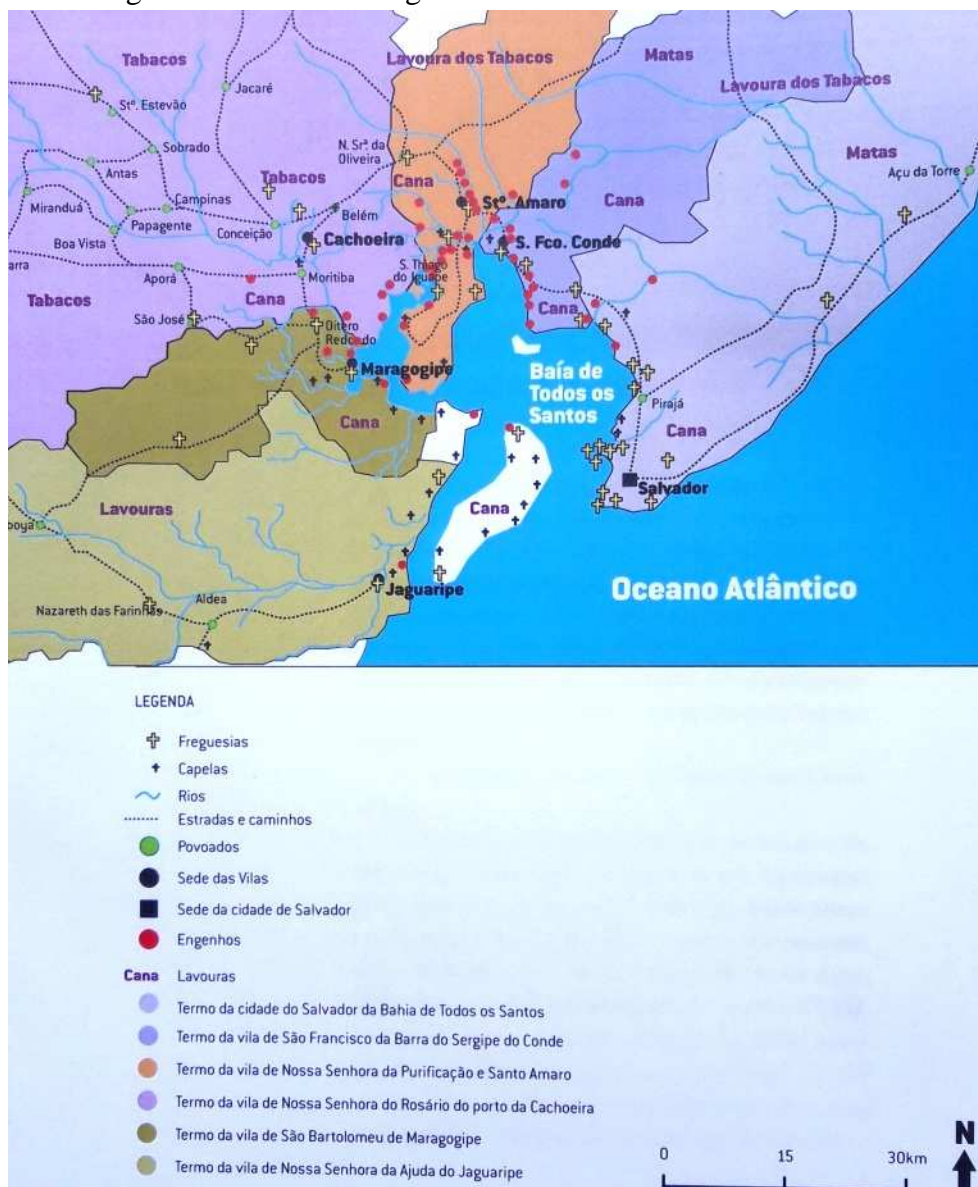 Tabacos
Lavoura dos Tabacos
Matas
Jacaré
Lavoura dos Tabacos
Stº. Estevão
Sobrado
N. Srª. da
Oliveira
Matas
Antas
Açu da Torre
Tabacos
Cana
Cana
Miranduá
Campinas
Papagente
Belém
Stº. Amaro
Conceição
Boa Vista
Cachoeira
S. Fco. Conde
arra
Aporá
Moritiba
S. Thiago
do Iguape
Tabacos
Cana
Cana
São José
Oitero
Redondo
Maragogipe
Baía de
Todos os
Santos
Pirajá
Cana
Cana
Salvador
Lavouras
Cana
boya
Jaguaripe
Oceano Atlântico
Nazareth das Farinhas
Aldea
LEGENDA
Freguesias
Capelas
Rios
Estradas e caminhos
Povoados
Sede das Vilas
Sede da cidade de Salvador
Engenhos
Cana Lavouras
Termo da cidade do Salvador da Bahia de Todos os Santos
Termo da vila de São Francisco da Barra do Sergipe do Conde
Termo da vila de Nossa Senhora da Purificação e Santo Amaro
Termo da vila de Nossa Senhora do Rosário do porto da Cachoeira
Termo da vila de São Bartolomeu de Maragogipe
Termo da vila de Nossa Senhora da Ajuda do Jaguaripe
N
0 15 30km